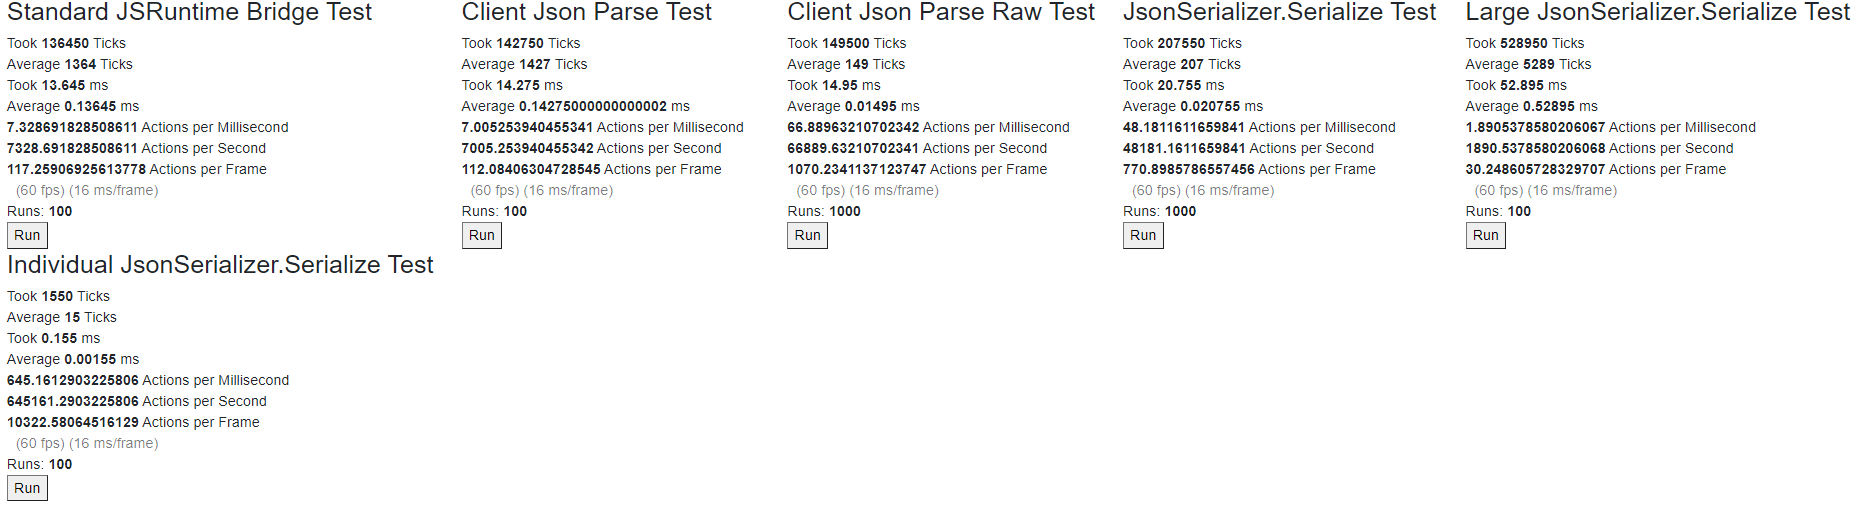 Standard JSRuntime Bridge Test
Took 136450 Ticks
Average 1364 Ticks
Took 13.645 ms
Average 0.13645 ms
7.328691828508611 Actions per Millisecond
7328.691828508611 Actions per Second
117.25906925613778 Actions per Frame
(60 fps) (16 ms/frame)
Runs: 100
Run
Client Json Parse Test
Took 142750 Ticks
Average 1427 Ticks
Took 14.275 ms
Average 0.14275000000000002 ms
7.005253940455341 Actions per Millisecond
7005.253940455342 Actions per Second
112.08406304728545 Actions per Frame
(60 fps) (16 ms/frame)
Runs: 100
Run
Client Json Parse Raw Test
Took 149500 Ticks
Average 149 Ticks
Took 14.95 ms
Average 0.01495 ms
66.88963210702342 Actions per Millisecond
66889.63210702341 Actions per Second
1070.2341137123747 Actions per Frame
(60 fps) (16 ms/frame)
Runs: 1000
Run
JsonSerializer.Serialize Test
Took 207550 Ticks
Average 207 Ticks
Took 20.755 ms
Average 0.020755 ms
48.1811611659841 Actions per Millisecond
48181.1611659841 Actions per Second
770.8985786557456 Actions per Frame
(60 fps) (16 ms/frame)
Runs: 1000
Run
Large JsonSerializer.Serialize Test
Took 528950 Ticks
Average 5289 Ticks
Took 52.895 ms
Average 0.52895 ms
1.8905378580206067 Actions per Millisecond
1890.5378580206068 Actions per Second
30.248605728329707 Actions per Frame
(60 fps) (16 ms/frame)
Runs: 100
Run
Individual JsonSerializer.Serialize Test
Took 1550 Ticks
Average 15 Ticks
Took 0.155 ms
Average 0.00155 ms
645.1612903225806 Actions per Millisecond
645161.2903225806 Actions per Second
10322.58064516129 Actions per Frame
(60 fps) (16 ms/frame)
Runs: 100
Run